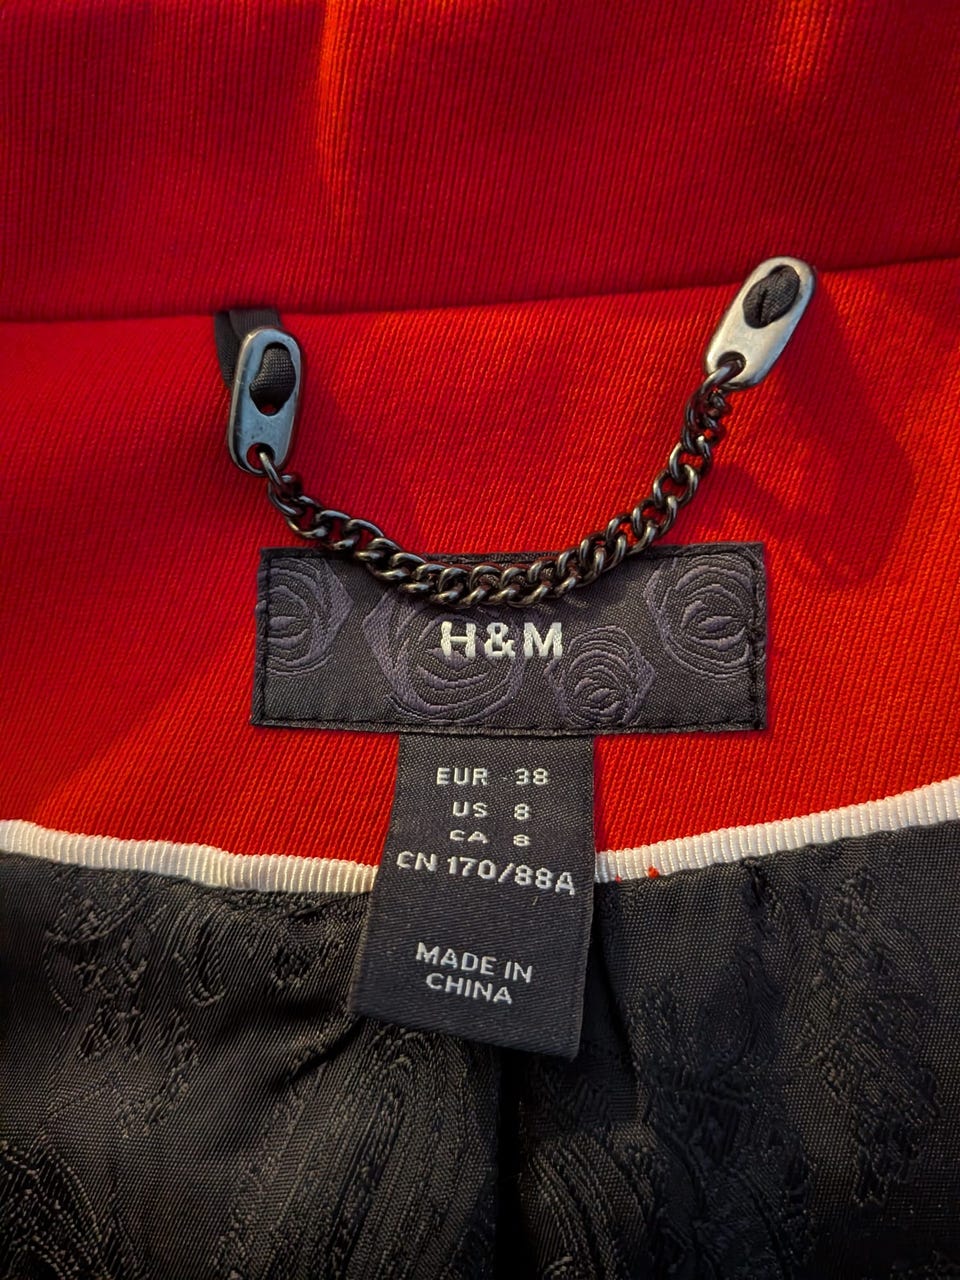 H&M
EUR 38
US 8
CA 8
CN 170/88A
MADE IN
CHINA